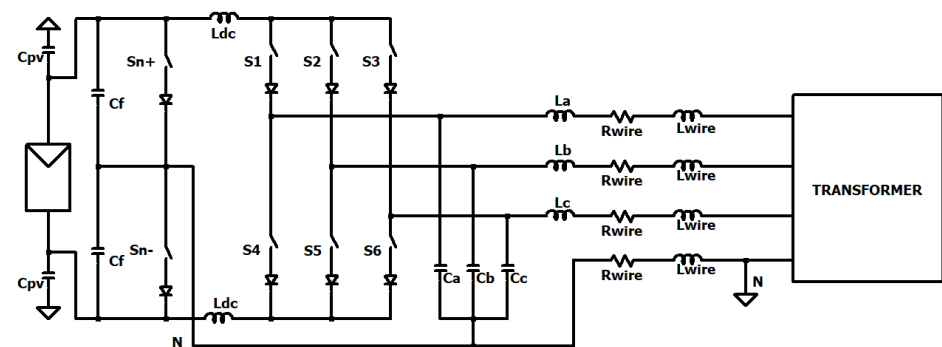 Ldc
Cpv
Sn+
S1
S2
S3
Cf
La
Rwire
Lwire
Lb
Rwire
Lwire
TRANSFORMER
Lc
Rwire
Lwire
Sn-
S4
S5
S6
Cf
Rwire
Lwire
Cpv
Ca
Cb
Cc
N
Ldc
N